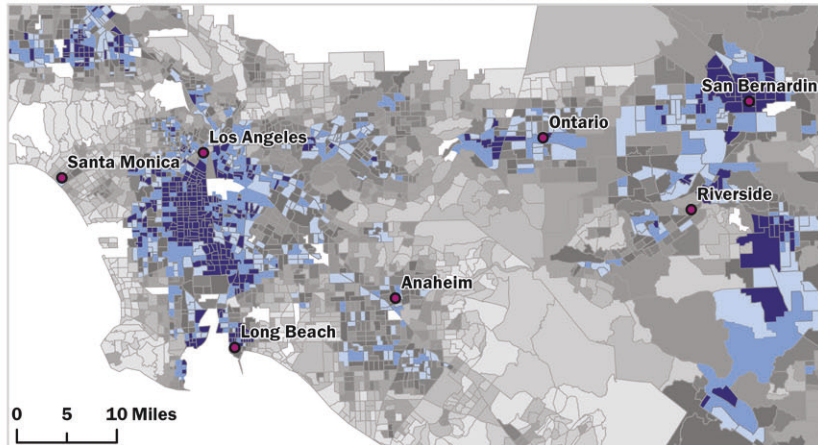 San Bernardin
Los Angeles
Ontario
Santa Monica
Riverside
Anaheim
Long Beach
0 5 10 Miles